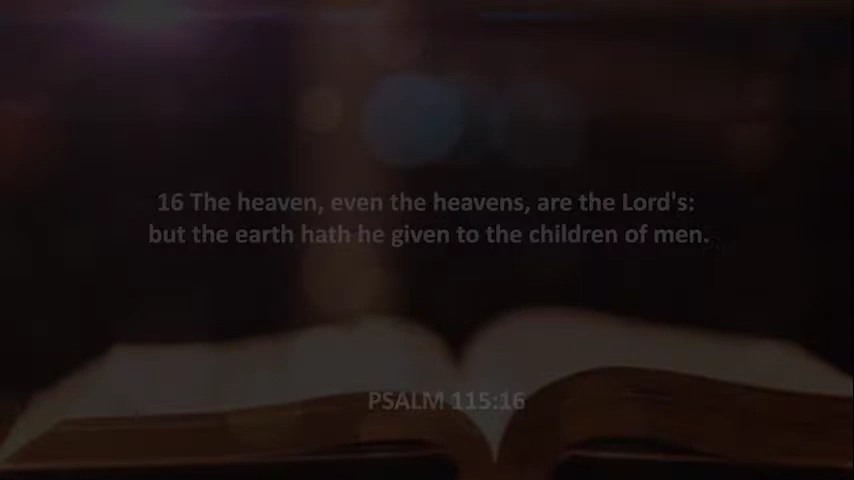 16 The heaven, even the heavens, are the Lord's:
but the earth hath he given to the children of men.
PSALM 115:16